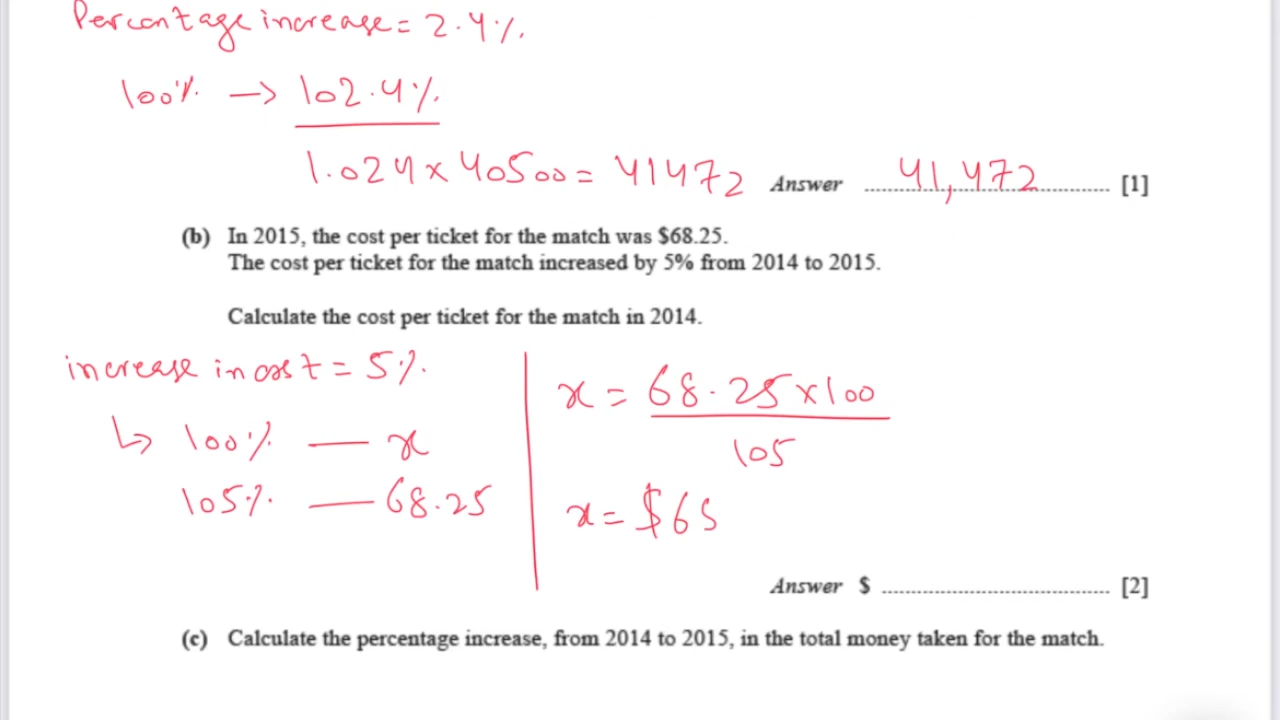 Percentage increase = 2.4%.
100% → 102.4%
1.024 × 40500 = 41472 Answer 41,472 [1]
(b) In 2015, the cost per ticket for the match was $68.25.
The cost per ticket for the match increased by 5% from 2014 to 2015.
Calculate the cost per ticket for the match in 2014.
increase in cost = 5%.
↳ 100% — x
105% — 68.25
x = 68.25 × 100
105
x = $65
Answer $ ........................................ [2]
(c) Calculate the percentage increase, from 2014 to 2015, in the total money taken for the match.